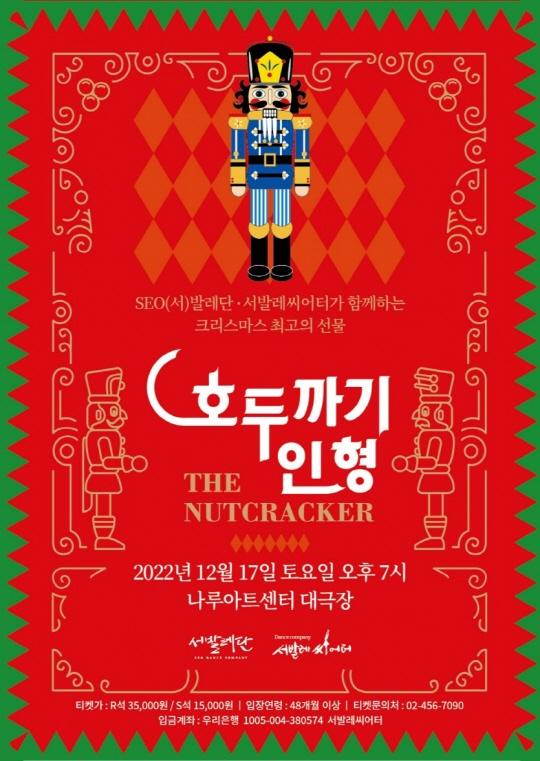 SEO(서)발레단 · 서발레씨어터가 함께하는
크리스마스 최고의 선물
호두까기
인형
THE
NUTCRACKER
2022년 12월 17일 토요일 오후 7시
나루아트센터 대극장
서발레단
SEO DANCE COMPANY
Dance company
서발레 씨어터
티켓가 : R석 35,000원 / S석 15,000원 | 입장연령 : 48개월 이상 | 티켓문의처 : 02-456-7090
입금계좌 : 우리은행 1005-004-380574 서발레씨어터